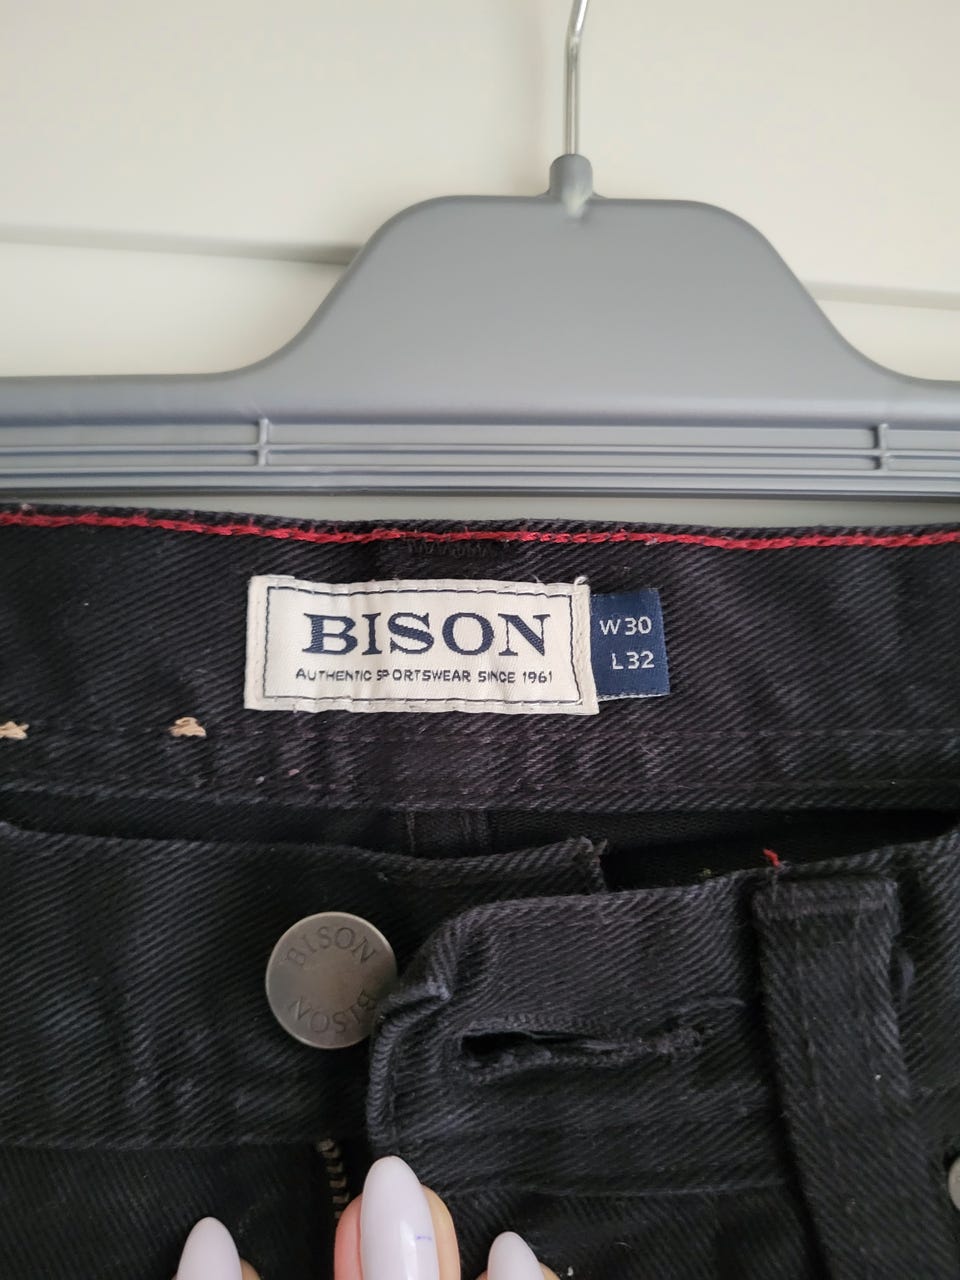 BISON
AUTHENTIC SPORTSWEAR SINCE 1961
W30
L32
BISON
BISON